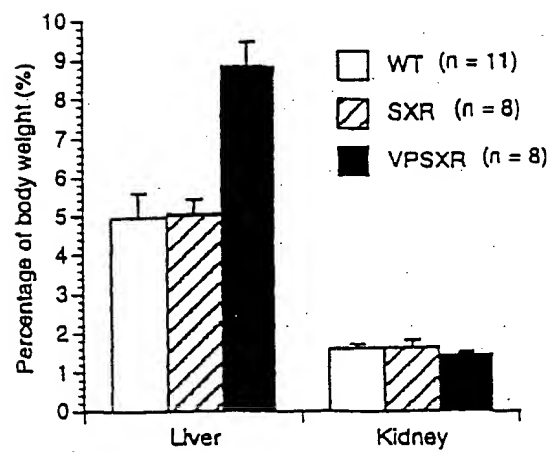 Percentage of body weight (%)
10
9
8
7
6
5
4
3
2
1
0
WT (n = 11)
SXR (n = 8)
VPSXR (n = 8)
Liver
Kidney